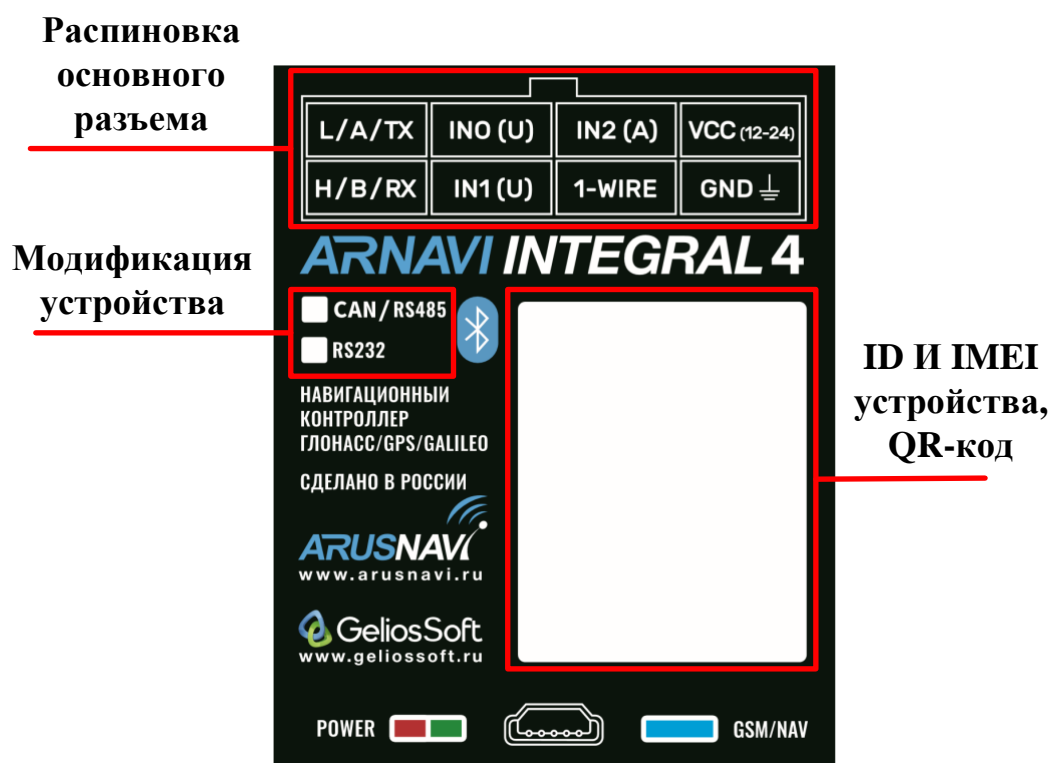 Распиновка
основного
разъема
L/A/TX IN0 (U) IN2 (A) VCC (12-24)
H/B/RX IN1 (U) 1-WIRE GND
ARNAVI INTEGRAL 4
Модификация
устройства
CAN/RS485
RS232
ID И IMEI
устройства,
QR-код
НАВИГАЦИОННЫЙ
КОНТРОЛЛЕР
ГЛОНАСС/GPS/GALILEO
СДЕЛАНО В РОССИИ
ARUSNAVI
www.arusnavi.ru
GeliosSoft
www.geliossoft.ru
POWER GSM/NAV